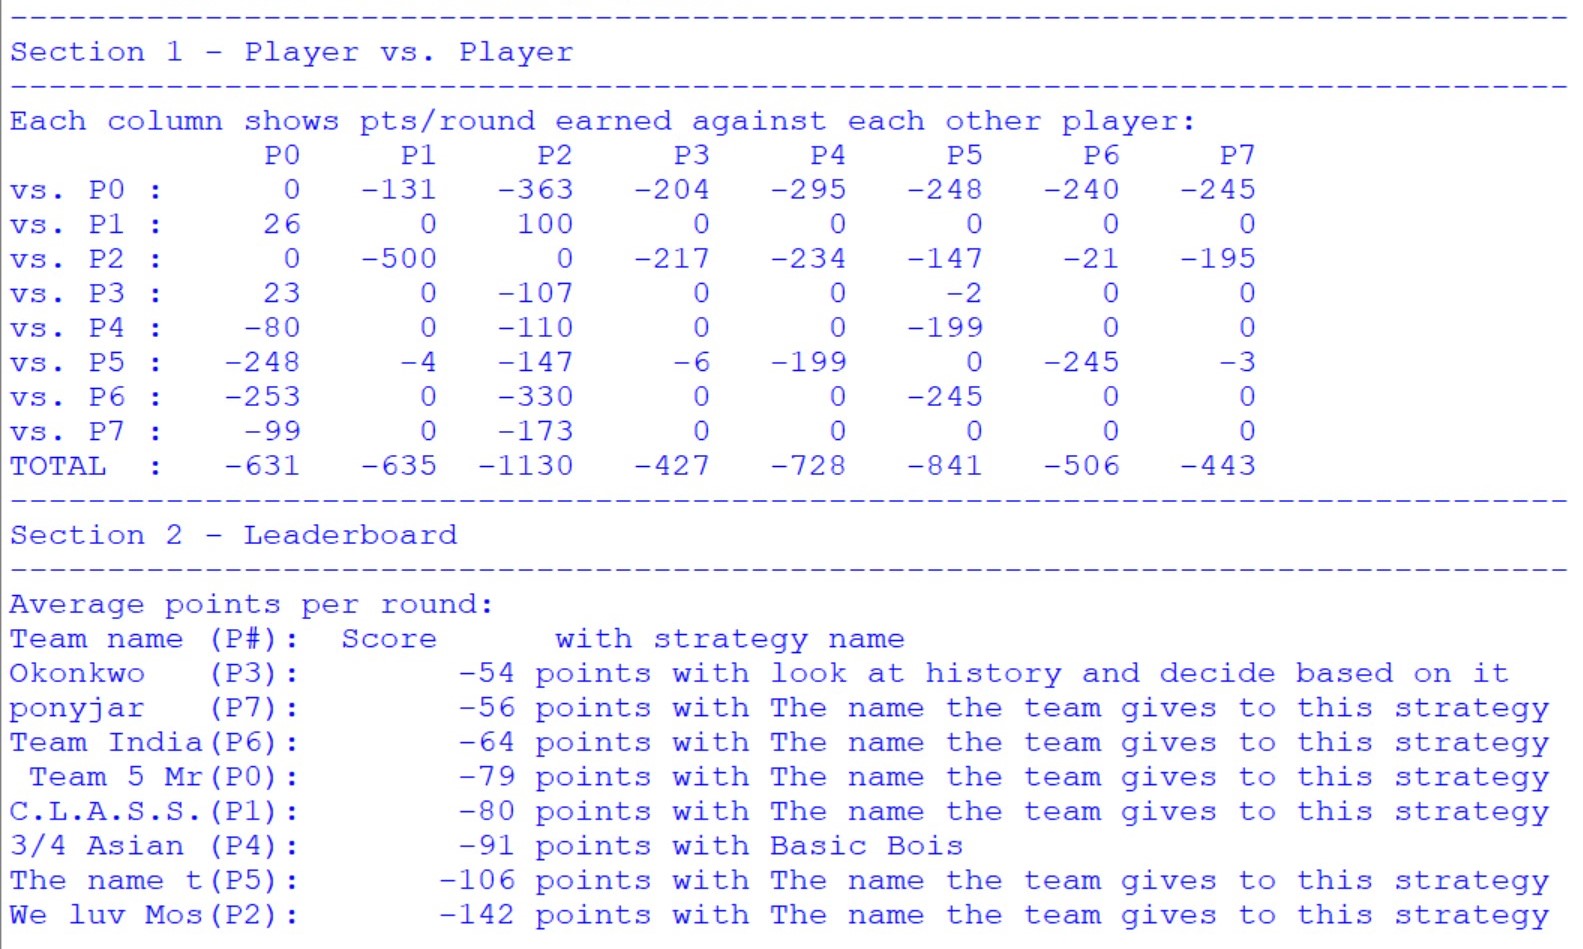 --------------------------------------------------------------------------------
Section 1 - Player vs. Player
--------------------------------------------------------------------------------
Each column shows pts/round earned against each other player:
             P0     P1     P2     P3     P4     P5     P6     P7
vs. P0 :      0   -131   -363   -204   -295   -248   -240   -245
vs. P1 :     26      0    100      0      0      0      0      0
vs. P2 :      0   -500      0   -217   -234   -147    -21   -195
vs. P3 :     23      0   -107      0      0     -2      0      0
vs. P4 :    -80      0   -110      0      0   -199      0      0
vs. P5 :   -248     -4   -147     -6   -199      0   -245     -3
vs. P6 :   -253      0   -330      0      0   -245      0      0
vs. P7 :    -99      0   -173      0      0      0      0      0
TOTAL  :   -631   -635  -1130   -427   -728   -841   -506   -443
--------------------------------------------------------------------------------
Section 2 - Leaderboard
--------------------------------------------------------------------------------
Average points per round:
Team name (P#):  Score      with strategy name
Okonkwo   (P3):        -54 points with look at history and decide based on it
ponyjar   (P7):        -56 points with The name the team gives to this strategy
Team India(P6):        -64 points with The name the team gives to this strategy
 Team 5 Mr(P0):        -79 points with The name the team gives to this strategy
C.L.A.S.S.(P1):        -80 points with The name the team gives to this strategy
3/4 Asian (P4):        -91 points with Basic Bois
The name t(P5):       -106 points with The name the team gives to this strategy
We luv Mos(P2):       -142 points with The name the team gives to this strategy